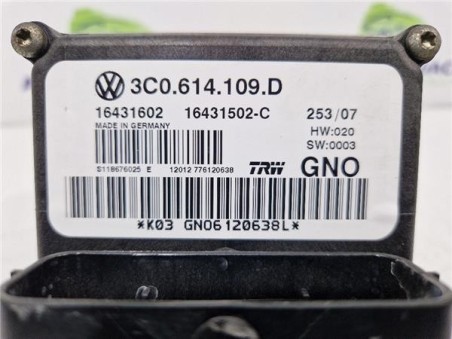 3C0.614.109.D
16431602 16431502-C 253/07
MADE IN GERMANY HW:020
SW:0003
S118676025 E 12012 776120638 TRW GNO
*K03 GNO6120638L*